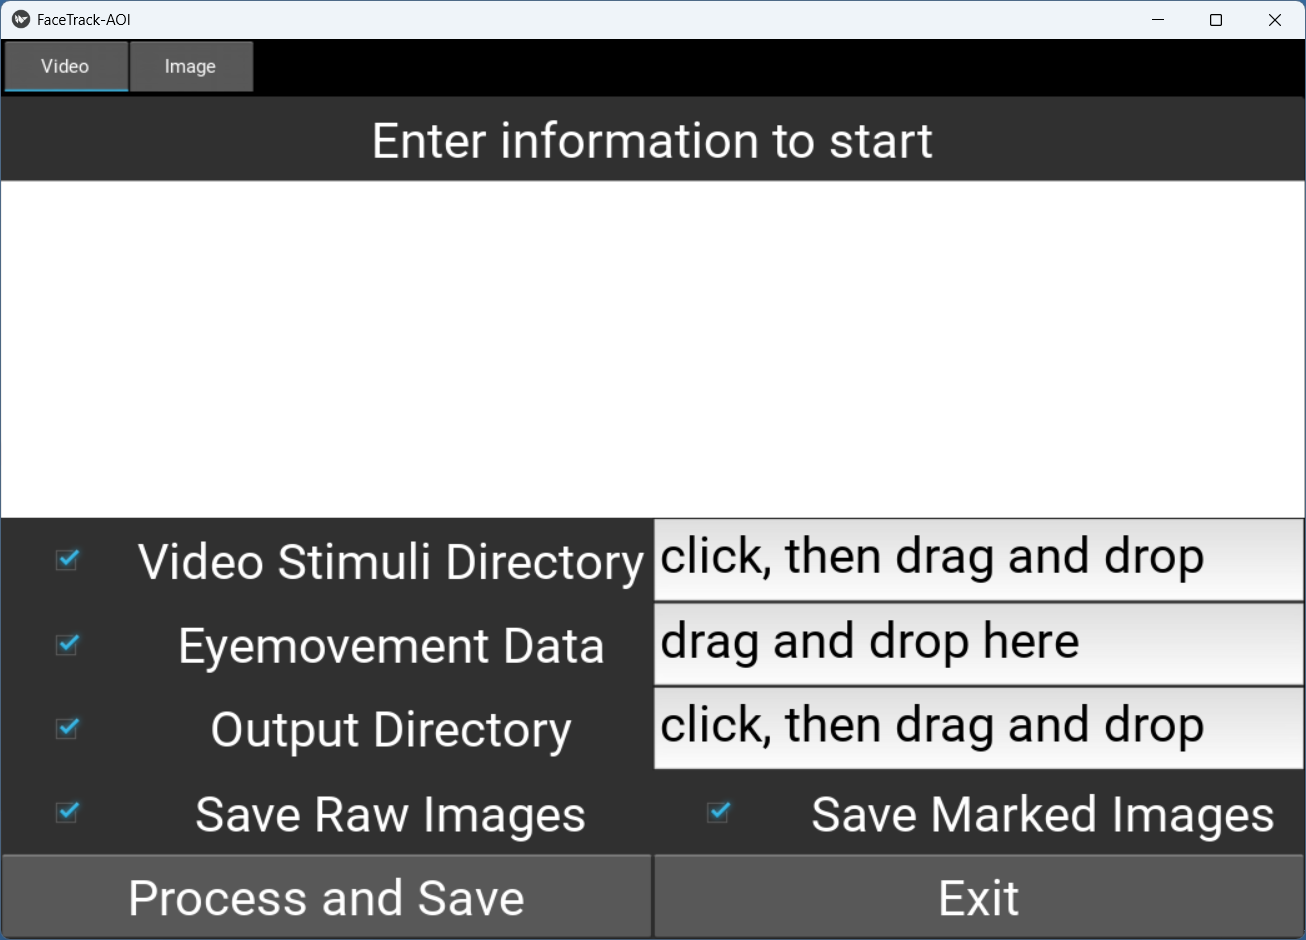 FaceTrack-AOI
Video Image
Enter information to start
Video Stimuli Directory click, then drag and drop
Eyemovement Data drag and drop here
Output Directory click, then drag and drop
Save Raw Images Save Marked Images
Process and Save Exit